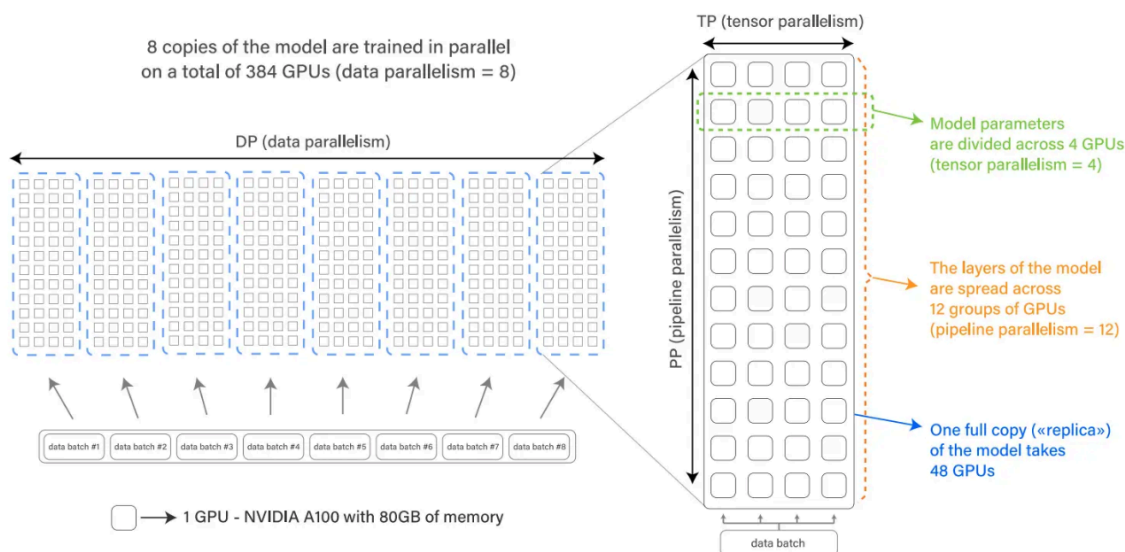 8 copies of the model are trained in parallel
on a total of 384 GPUs (data parallelism = 8)
DP (data parallelism)
data batch #1
data batch #2
data batch #3
data batch #4
data batch #5
data batch #6
data batch #7
data batch #8
1 GPU - NVIDIA A100 with 80GB of memory
TP (tensor parallelism)
PP (pipeline parallelism)
data batch
Model parameters
are divided across 4 GPUs
(tensor parallelism = 4)
The layers of the model
are spread across
12 groups of GPUs
(pipeline parallelism = 12)
One full copy («replica»)
of the model takes
48 GPUs